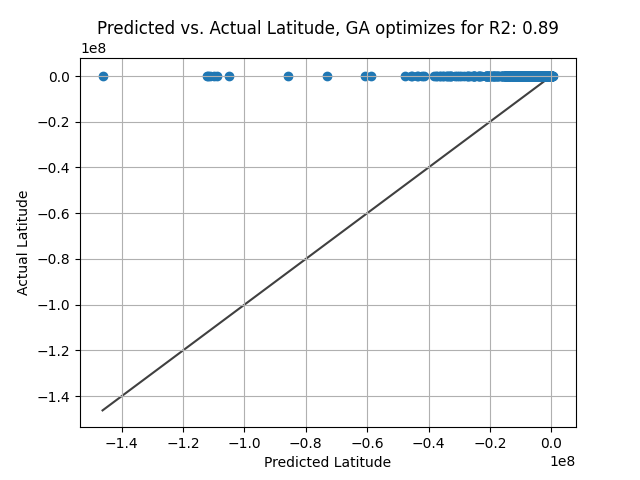 Predicted vs. Actual Latitude, GA optimizes for R2: 0.89
1e8
0.0
−0.2
−0.4
−0.6
−0.8
−1.0
−1.2
−1.4
Actual Latitude
−1.4 −1.2 −1.0 −0.8 −0.6 −0.4 −0.2 0.0
Predicted Latitude
1e8